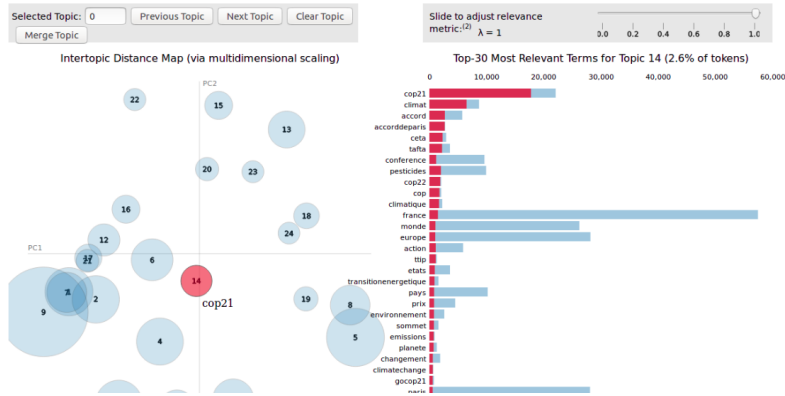 Selected Topic: 0 Previous Topic Next Topic Clear Topic
Merge Topic
Slide to adjust relevance
metric:(2) λ = 1
0.0 0.2 0.4 0.6 0.8 1.0
Intertopic Distance Map (via multidimensional scaling)
PC2
PC1
22
15
13
20
23
16
18
24
12
17
21
6
14
cop21
7
2
9
19
8
5
4
Top-30 Most Relevant Terms for Topic 14 (2.6% of tokens)
0 10,000 20,000 30,000 40,000 50,000 60,000
cop21
climat
accord
accorddeparis
ceta
tafta
conference
pesticides
cop22
cop
climatique
france
monde
europe
action
ttip
etats
transitionenergetique
pays
prix
environnement
sommet
emissions
planete
changement
climatechange
gocop21
paris